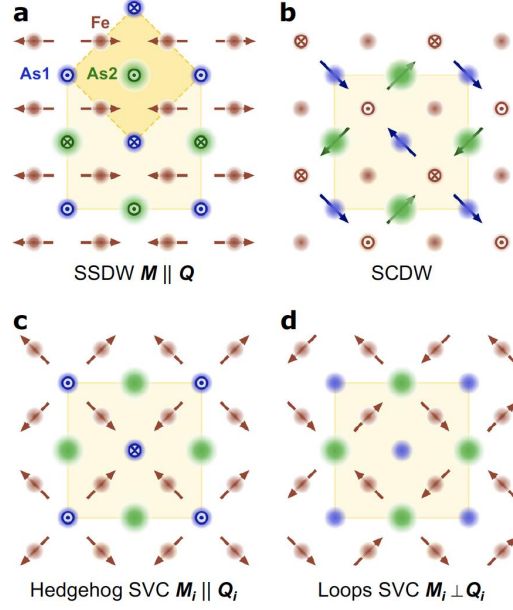 a
b
Fe
As1
As2
SSDW M || Q
SCDW
c
d
Hedgehog SVC Mi || Qi
Loops SVC Mi ⊥ Qi